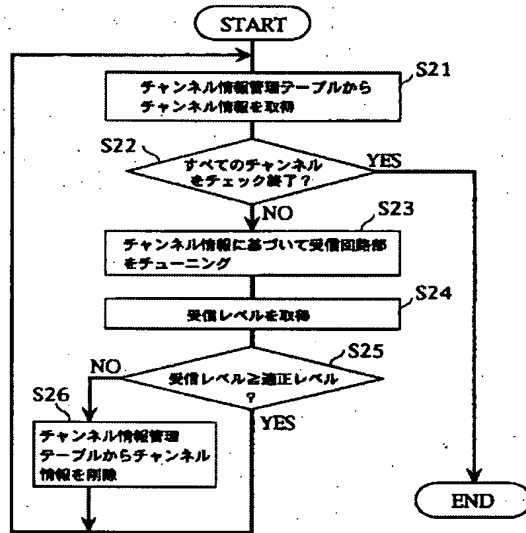 START
S21
チャンネル情報管理テーブルから
チャンネル情報を取得
S22
すべてのチャンネル
をチェック終了?
YES
NO
S23
チャンネル情報に基づいて受信回路部
をチューニング
S24
受信レベルを取得
S25
受信レベル≧適正レベル
?
NO
YES
S26
チャンネル情報管理
テーブルからチャンネル
情報を削除
END